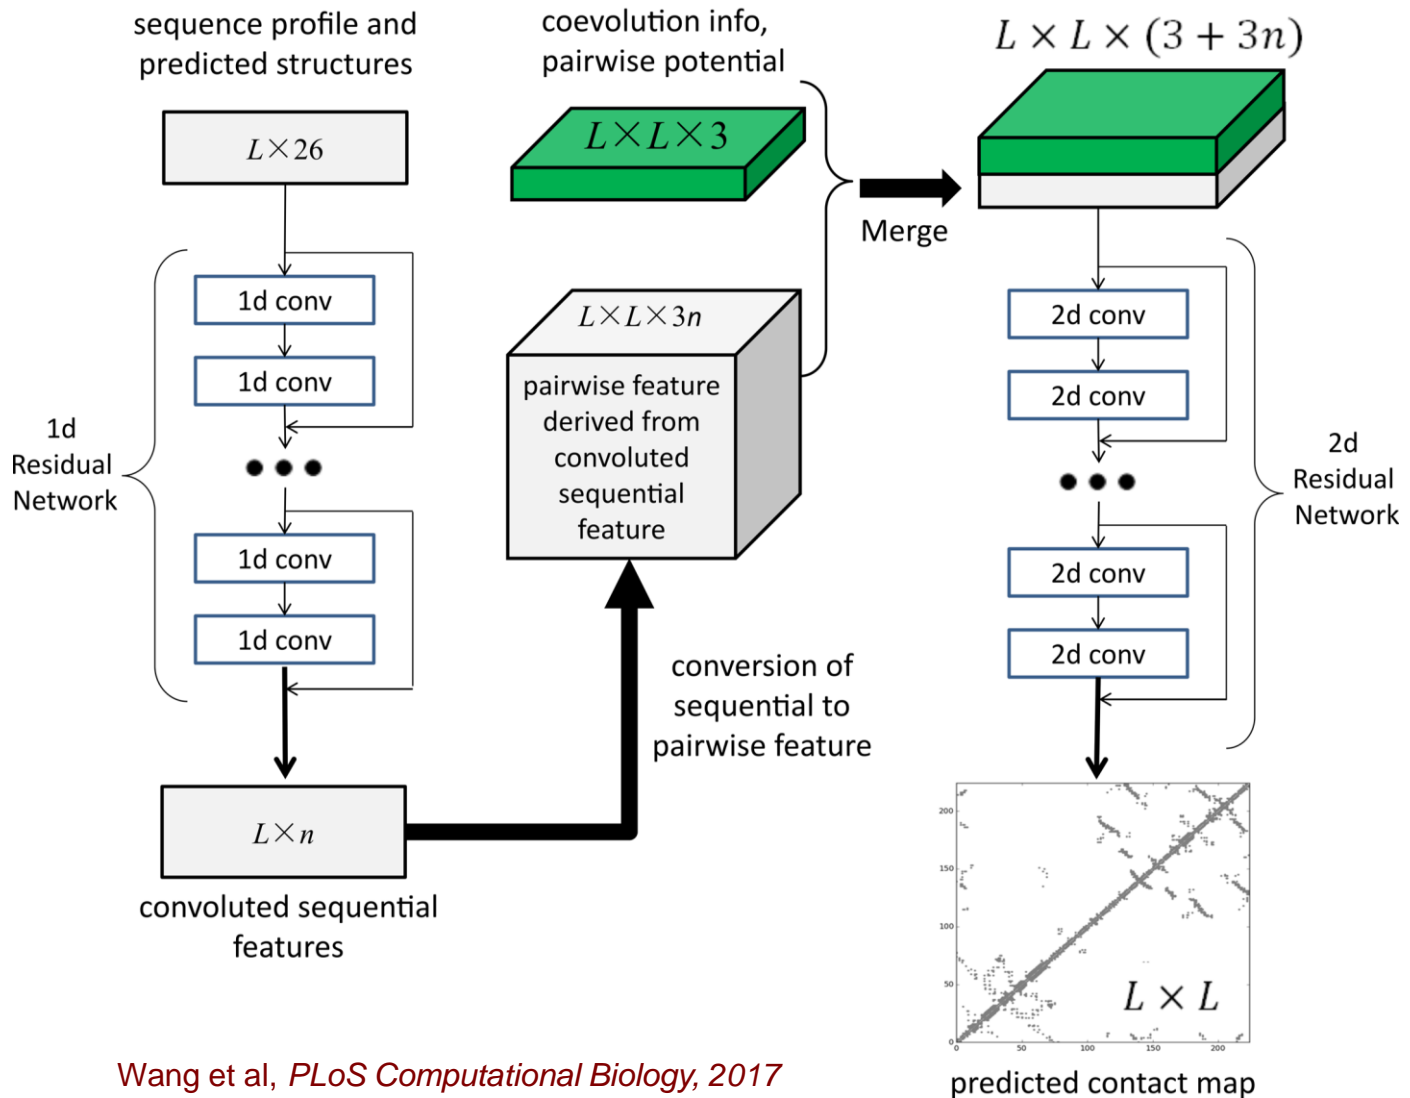 sequence profile and
predicted structures
L×26
1d conv
1d conv
1d conv
1d conv
1d
Residual
Network
L×n
convoluted sequential
features
coevolution info,
pairwise potential
L×L×3
L×L×3n
pairwise feature
derived from
convoluted
sequential
feature
conversion of
sequential to
pairwise feature
Merge
L × L × (3 + 3n)
2d conv
2d conv
2d conv
2d conv
2d
Residual
Network
200
150
100
50
0
0 50 100 150 200
L × L
predicted contact map
Wang et al, PLoS Computational Biology, 2017